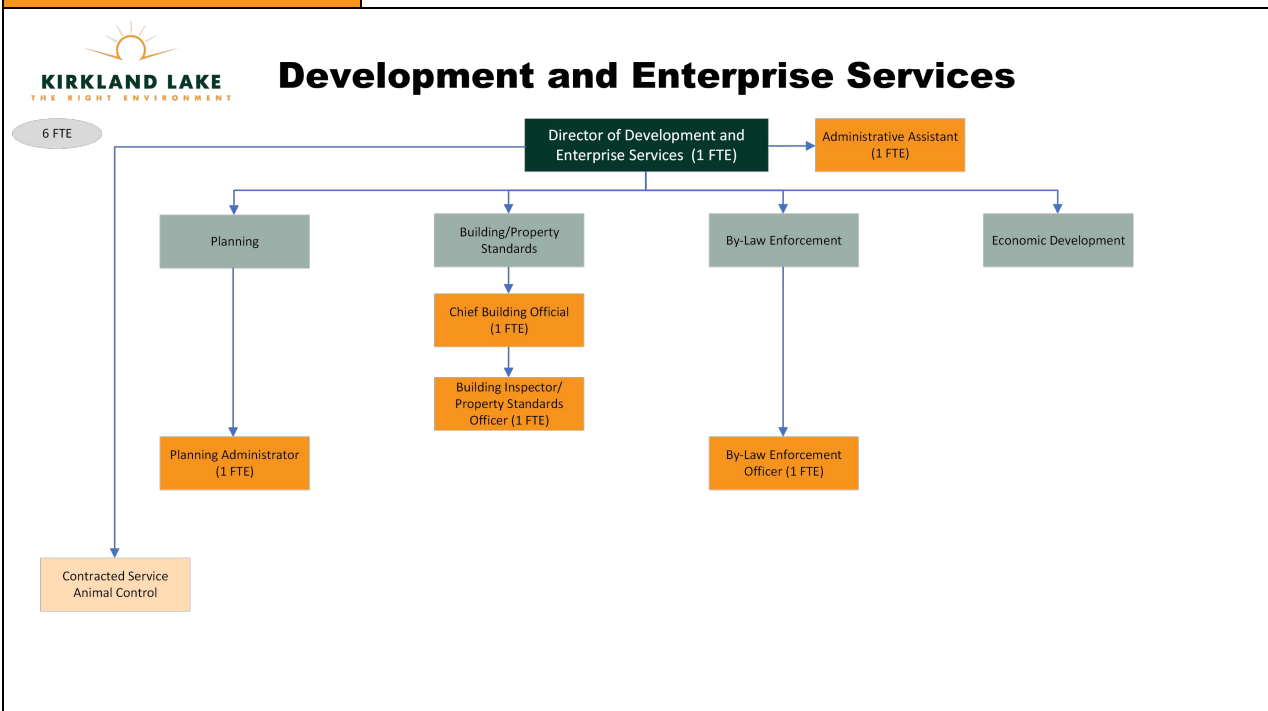 KIRKLAND LAKE
THE RIGHT ENVIRONMENT
Development and Enterprise Services
6 FTE
Director of Development and
Enterprise Services (1 FTE)
Administrative Assistant
(1 FTE)
Planning
Building/Property
Standards
By-Law Enforcement
Economic Development
Chief Building Official
(1 FTE)
Building Inspector/
Property Standards
Officer (1 FTE)
Planning Administrator
(1 FTE)
By-Law Enforcement
Officer (1 FTE)
Contracted Service
Animal Control